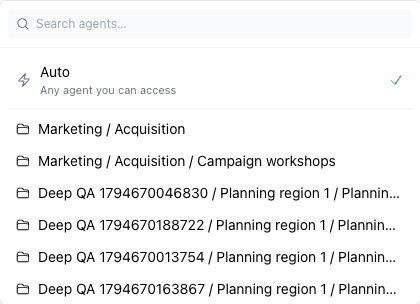 Search agents...
Auto
Any agent you can access
Marketing / Acquisition
Marketing / Acquisition / Campaign workshops
Deep QA 1794670046830 / Planning region 1 / Plannin...
Deep QA 1794670188722 / Planning region 1 / Plannin...
Deep QA 1794670013754 / Planning region 1 / Plannin...
Deep QA 1794670163867 / Planning region 1 / Plannin...